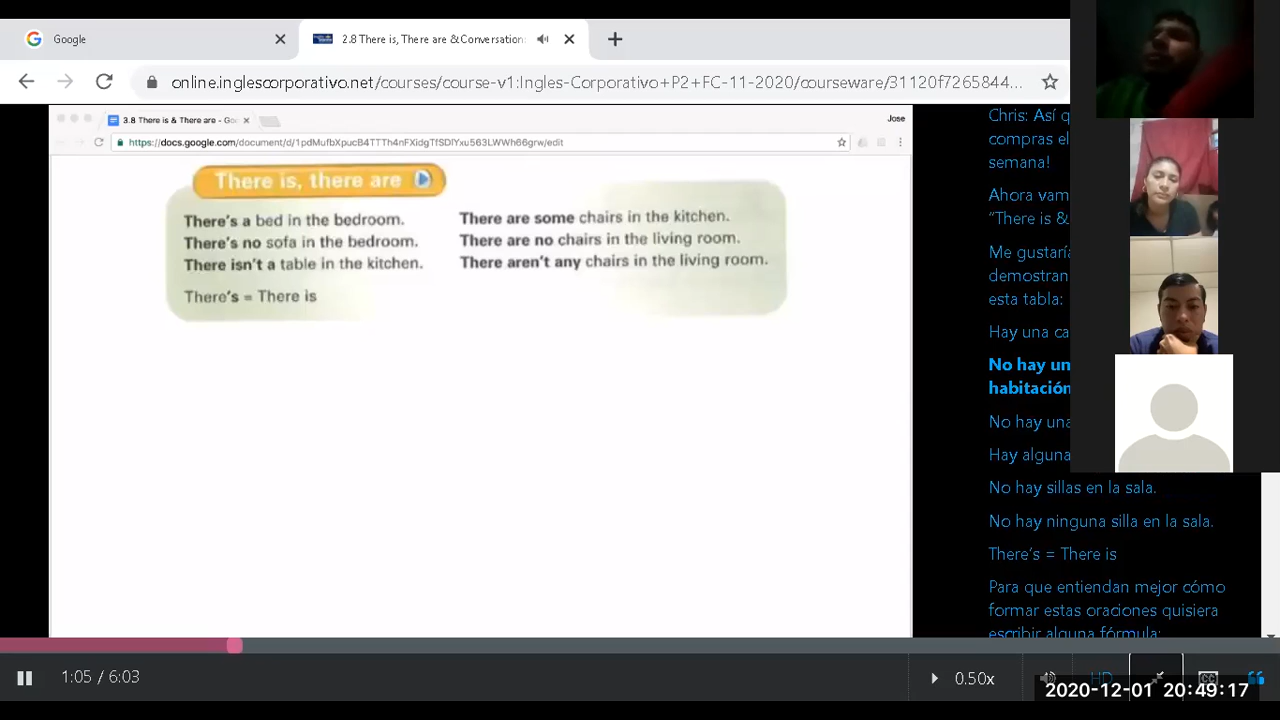 Google
2.8 There is, There are & Conversation
online.inglescorporativo.net/courses/course-v1:Ingles-Corporativo+P2+FC-11-2020/courseware/31120f7265844...
3.8 There is & There are - Go
Jose
https://docs.google.com/document/d/1pdMufbXpucB4TTTh4nFXidgTfSDlYxu563LWWh66grw/edit
There is, there are
There's a bed in the bedroom.
There's no sofa in the bedroom.
There isn't a table in the kitchen.
There's = There is
There are some chairs in the kitchen.
There are no chairs in the living room.
There aren't any chairs in the living room.
Chris: Así q
compras el
semana!
Ahora vam
"There is &
Me gustaría
demostran
esta tabla:
Hay una ca
No hay un
habitación
No hay una
Hay alguna
No hay sillas en la sala.
No hay ninguna silla en la sala.
There's = There is
Para que entiendan mejor cómo
formar estas oraciones quisiera
escribir alguna fórmula:
1:05 / 6:03
0.50x
HD
CC
2020-12-01 20:49:17